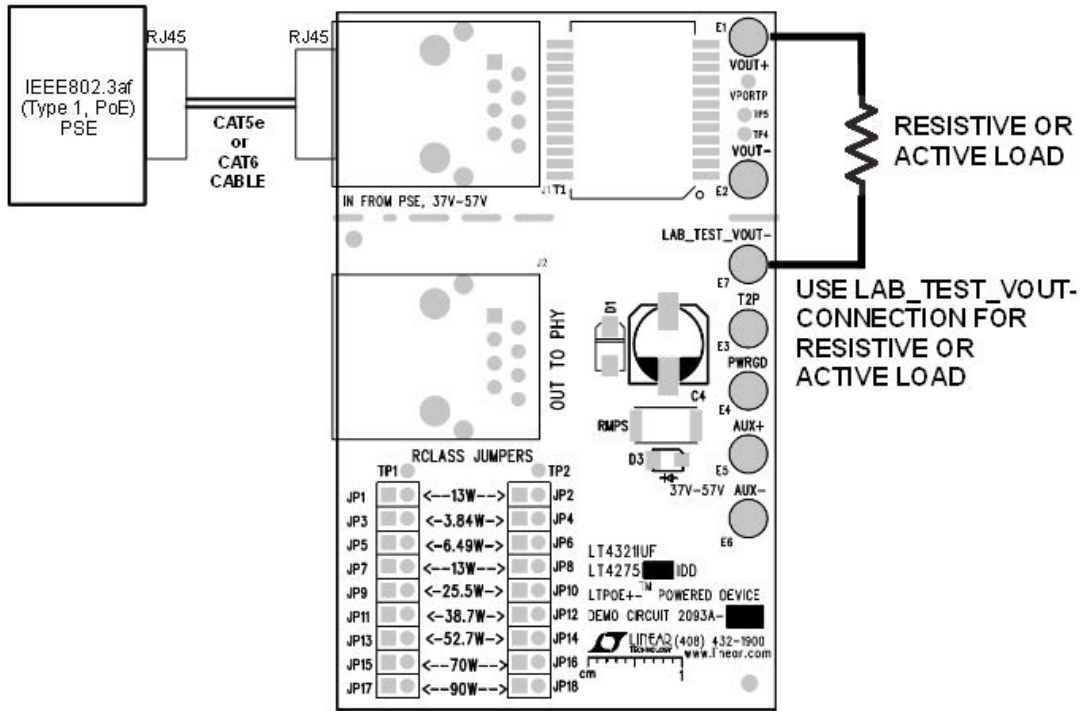 IEEE802.3af
(Type 1, PoE)
PSE
RJ45
RJ45
CAT5e
or
CAT6
CABLE
IN FROM PSE, 37V-57V
J1
T1
E1
VOUT+
VPORTP
TP5
TP4
VOUT-
E2
RESISTIVE OR
ACTIVE LOAD
LAB_TEST_VOUT-
E7
USE LAB_TEST_VOUT-
CONNECTION FOR
RESISTIVE OR
ACTIVE LOAD
J2
OUT TO PHY
D1
C4
T2P
E3
PWRGD
E4
RMPS
AUX+
E5
D3
37V-57V
AUX-
E6
RCLASS JUMPERS
TP1
TP2
JP1 <--13W--> JP2
JP3 <-3.84W-> JP4
JP5 <-6.49W-> JP6
JP7 <--13W--> JP8
JP9 <-25.5W-> JP10
JP11 <-38.7W-> JP12
JP13 <-52.7W-> JP14
JP15 <--70W--> JP16
JP17 <--90W--> JP18
LT4321IUF
LT4275 IDD
LTPOE+-™ POWERED DEVICE
DEMO CIRCUIT 2093A-
LINEAR TECHNOLOGY (408) 432-1900
www.linear.com
cm 1